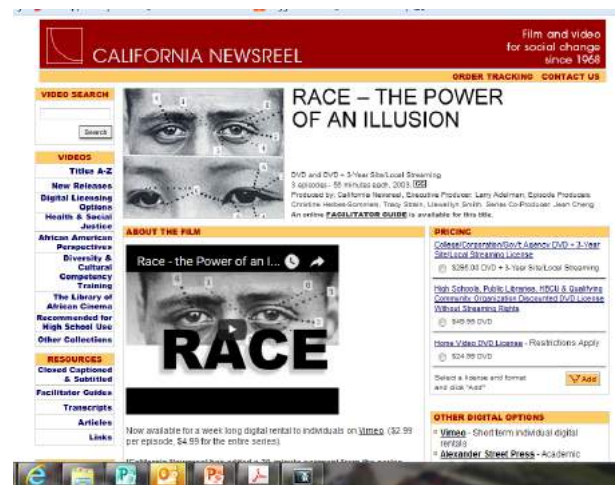 CALIFORNIA NEWSREEL
Film and video
for social change
since 1968
ORDER TRACKING CONTACT US
VIDEO SEARCH
Search
VIDEOS
Titles A-Z
New Releases
Digital Licensing
Options
Health & Social
Justice
African American
Perspectives
Diversity &
Cultural
Competency
Training
The Library of
African Cinema
Recommended for
High School Use
Other Collections
RESOURCES
Closed Captioned
& Subtitled
Facilitator Guides
Transcripts
Articles
Links
RACE – THE POWER
OF AN ILLUSION
DVD and DVD + 3-Year Site/Local Streaming
3 episodes - 56 minutes each, 2003,
Produced by: California Newsreel, Executive Producer: Larry Adelman, Episode Producers:
Christine Herbes-Sommers, Tracy Strain, Llewellyn Smith. Series Co-Producer: Jean Cheng
An online FACILITATOR GUIDE is available for this title.
ABOUT THE FILM
Race - The Power of an I...
RACE
Now available for a week long digital rental to individuals on Vimeo. ($2.99
per episode, $4.99 for the entire series).
PRICING
College/Corporation/Gov't Agency DVD + 3-Year
Site/Local Streaming License
$295.00 DVD + 3-Year Site/Local Streaming
High Schools, Public Libraries, HBCU & Qualifying
Community Organization Discounted DVD License
Without Streaming Rights
$49.95 DVD
Home Video DVD License - Restrictions Apply
$24.99 DVD
Select a license and format
and click "Add"
Add
OTHER DIGITAL OPTIONS
Vimeo - Short term individual digital
rentals
Alexander Street Press - Academic